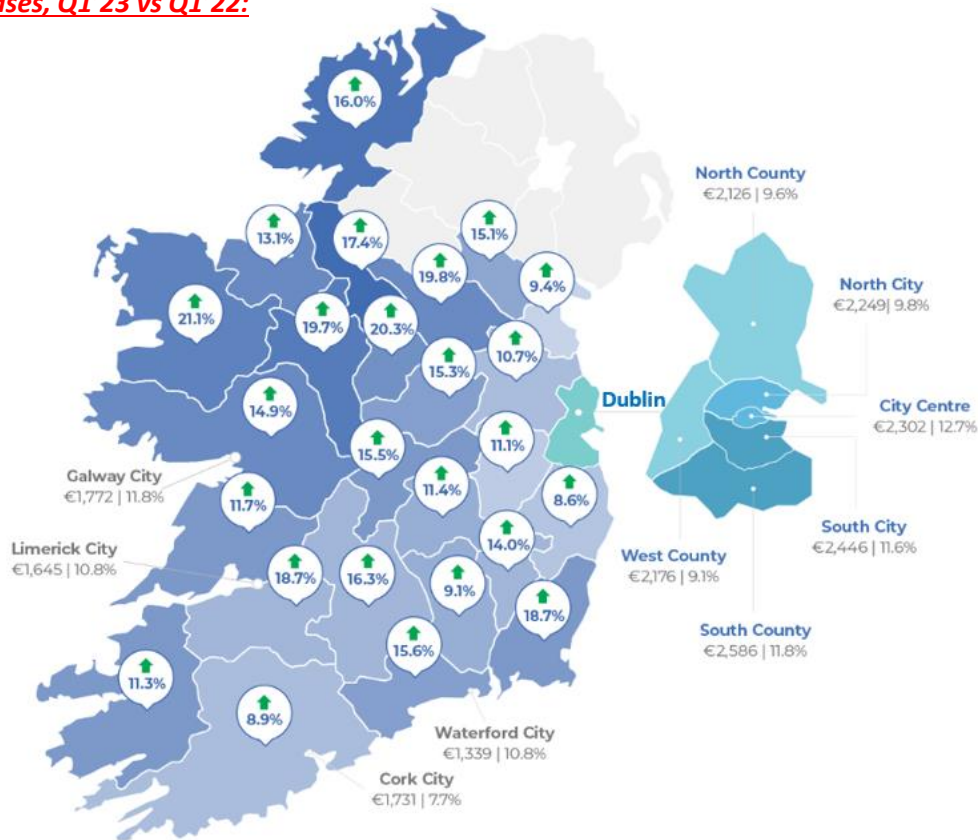 Q1 23 vs Q1 22:
16.0%
13.1%
17.4%
15.1%
19.8%
9.4%
21.1%
19.7%
20.3%
10.7%
15.3%
14.9%
15.5%
11.1%
11.4%
8.6%
11.7%
14.0%
18.7%
16.3%
9.1%
18.7%
15.6%
11.3%
8.9%
Galway City
€1,772 | 11.8%
Limerick City
€1,645 | 10.8%
Waterford City
€1,339 | 10.8%
Cork City
€1,731 | 7.7%
Dublin
North County
€2,126 | 9.6%
North City
€2,249| 9.8%
City Centre
€2,302 | 12.7%
South City
€2,446 | 11.6%
West County
€2,176 | 9.1%
South County
€2,586 | 11.8%